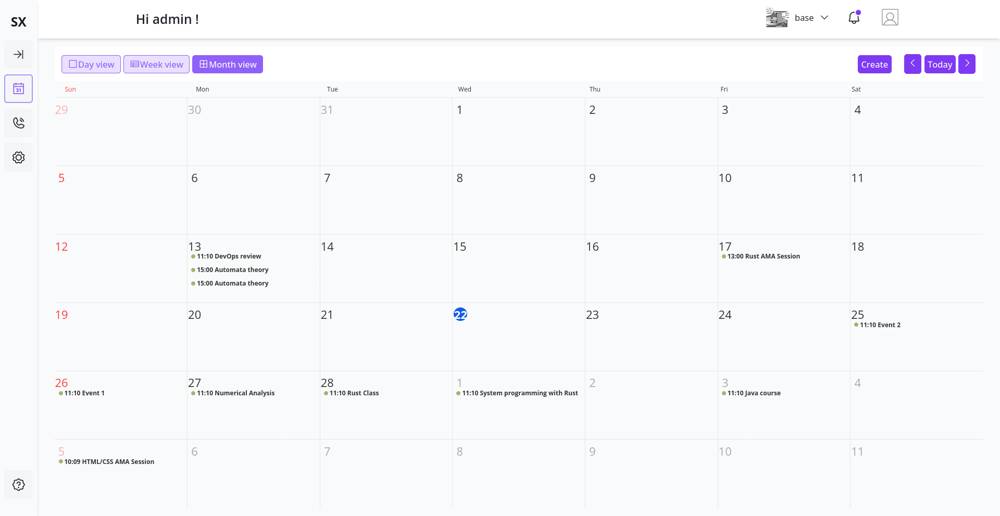 SX
Hi admin !
base
Day view Week view Month view
Create Today
Sun Mon Tue Wed Thu Fri Sat
29 30 31 1 2 3 4
5 6 7 8 9 10 11
12 13 14 15 16 17 18
11:10 DevOps review 13:00 Rust AMA Session
15:00 Automata theory
15:00 Automata theory
19 20 21 22 23 24 25
11:10 Event 2
26 27 28 1 2 3 4
11:10 Event 1 11:10 Numerical Analysis 11:10 Rust Class 11:10 System programming with Rust 11:10 Java course
5 6 7 8 9 10 11
10:09 HTML/CSS AMA Session